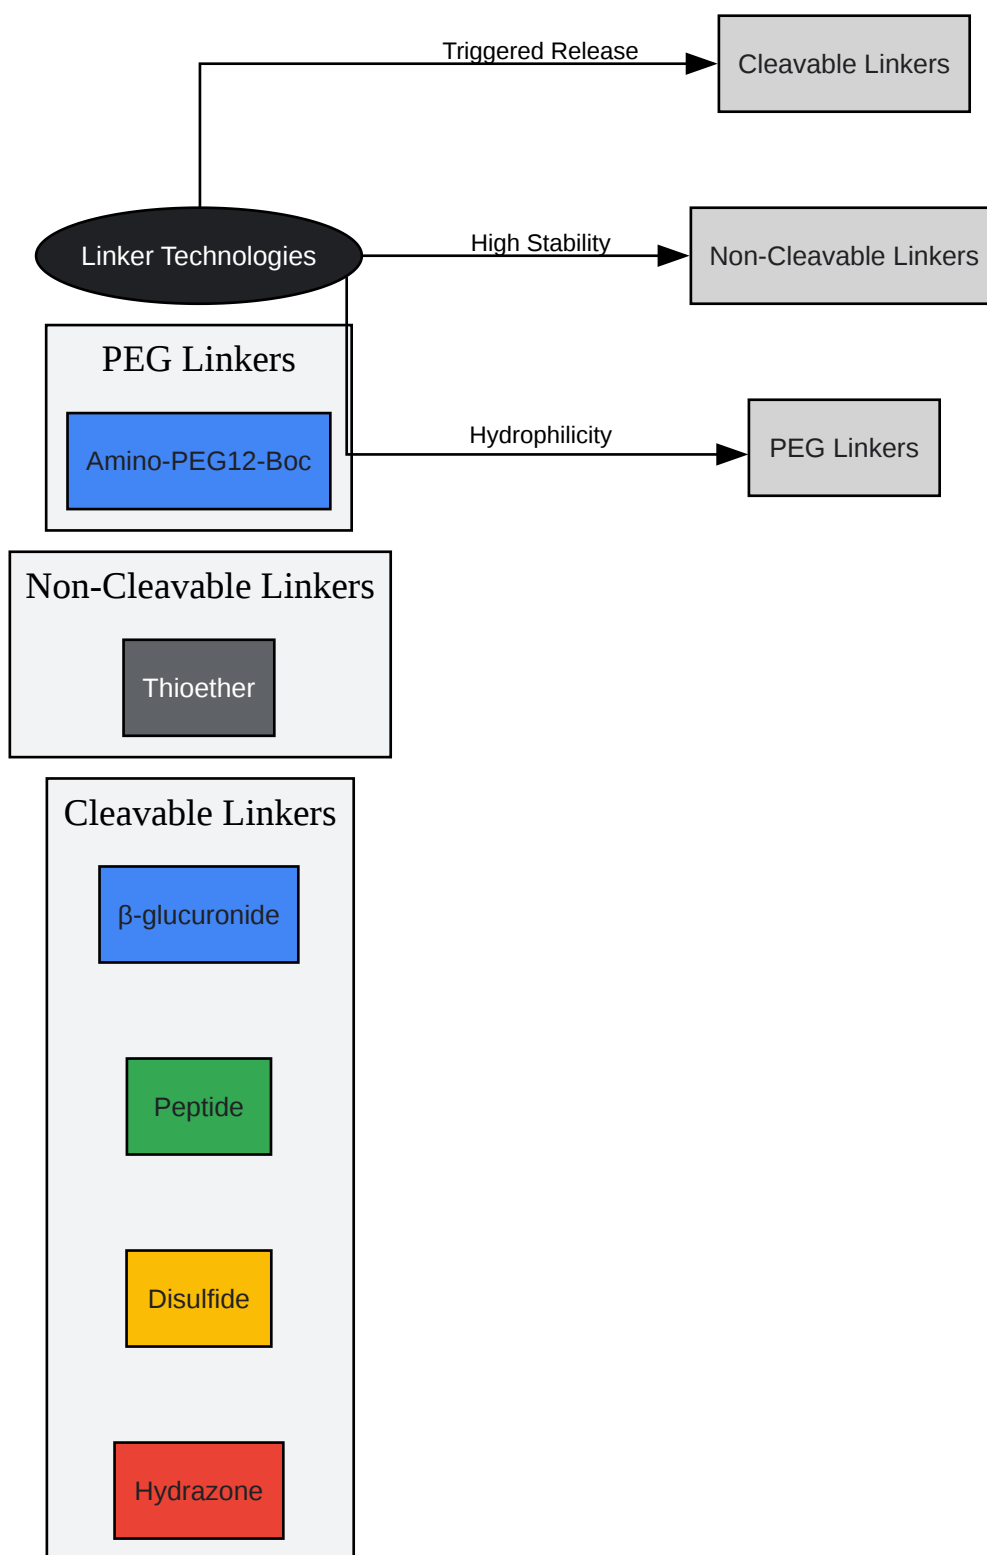 Triggered Release
Cleavable Linkers
Linker Technologies
High Stability
Non-Cleavable Linkers
PEG Linkers
Amino-PEG12-Boc
Hydrophilicity
PEG Linkers
Non-Cleavable Linkers
Thioether
Cleavable Linkers
β-glucuronide
Peptide
Disulfide
Hydrazone